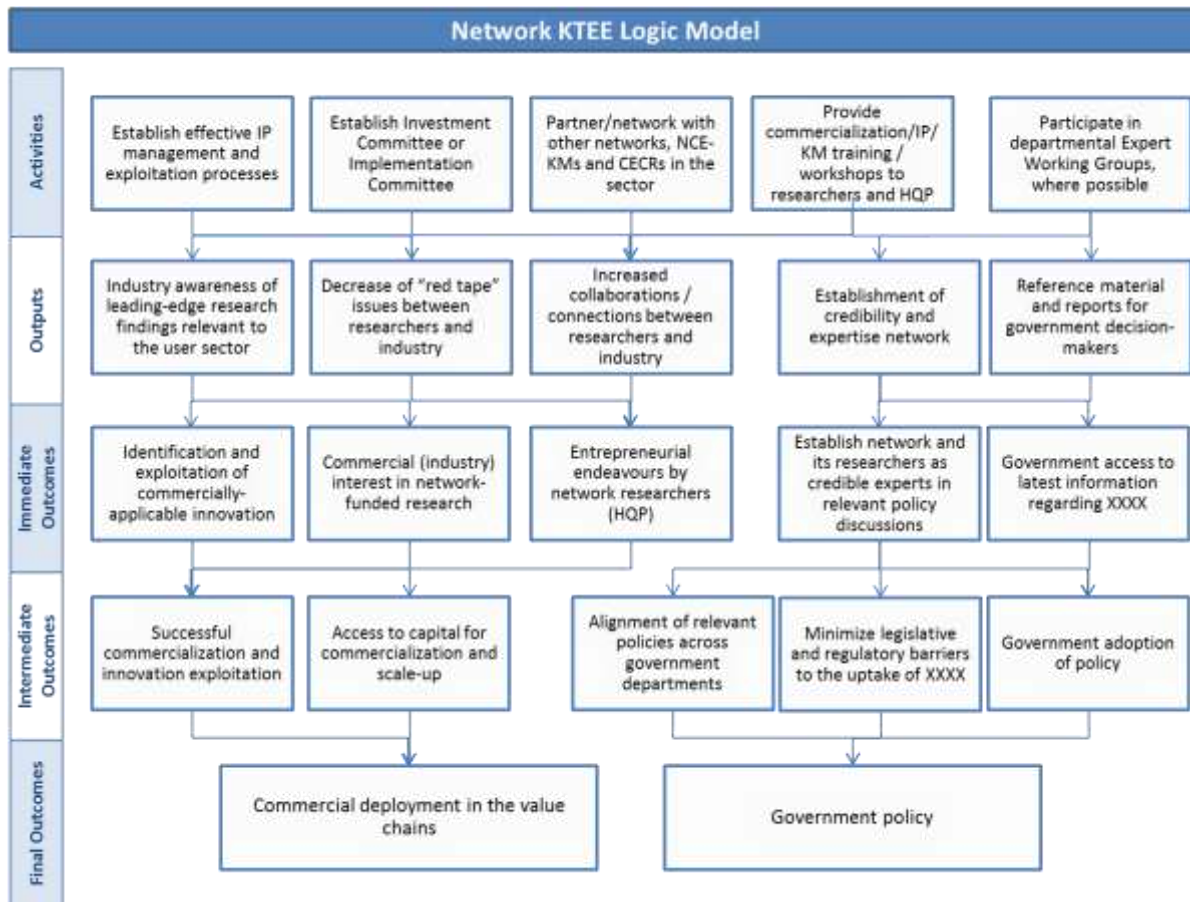 Network KTEE Logic Model
Activities
Establish effective IP
management and
exploitation processes
Establish Investment
Committee or
Implementation
Committee
Partner/network with
other networks, NCE-
KMs and CECRs in the
sector
Provide
commercialization/IP/
KM training /
workshops to
researchers and HQP
Participate in
departmental Expert
Working Groups,
where possible
Outputs
Industry awareness of
leading-edge research
findings relevant to
the user sector
Decrease of “red tape”
issues between
researchers and
industry
Increased
collaborations /
connections between
researchers and
industry
Establishment of
credibility and
expertise network
Reference material
and reports for
government decision-
makers
Immediate
Outcomes
Identification and
exploitation of
commercially-
applicable innovation
Commercial (industry)
interest in network-
funded research
Entrepreneurial
endeavours by
network researchers
(HQP)
Establish network and
its researchers as
credible experts in
relevant policy
discussions
Government access to
latest information
regarding XXXX
Intermediate
Outcomes
Successful
commercialization and
innovation exploitation
Access to capital for
commercialization and
scale-up
Alignment of relevant
policies across
government
departments
Minimize legislative
and regulatory barriers
to the uptake of XXXX
Government adoption
of policy
Final Outcomes
Commercial deployment in the value
chains
Government policy